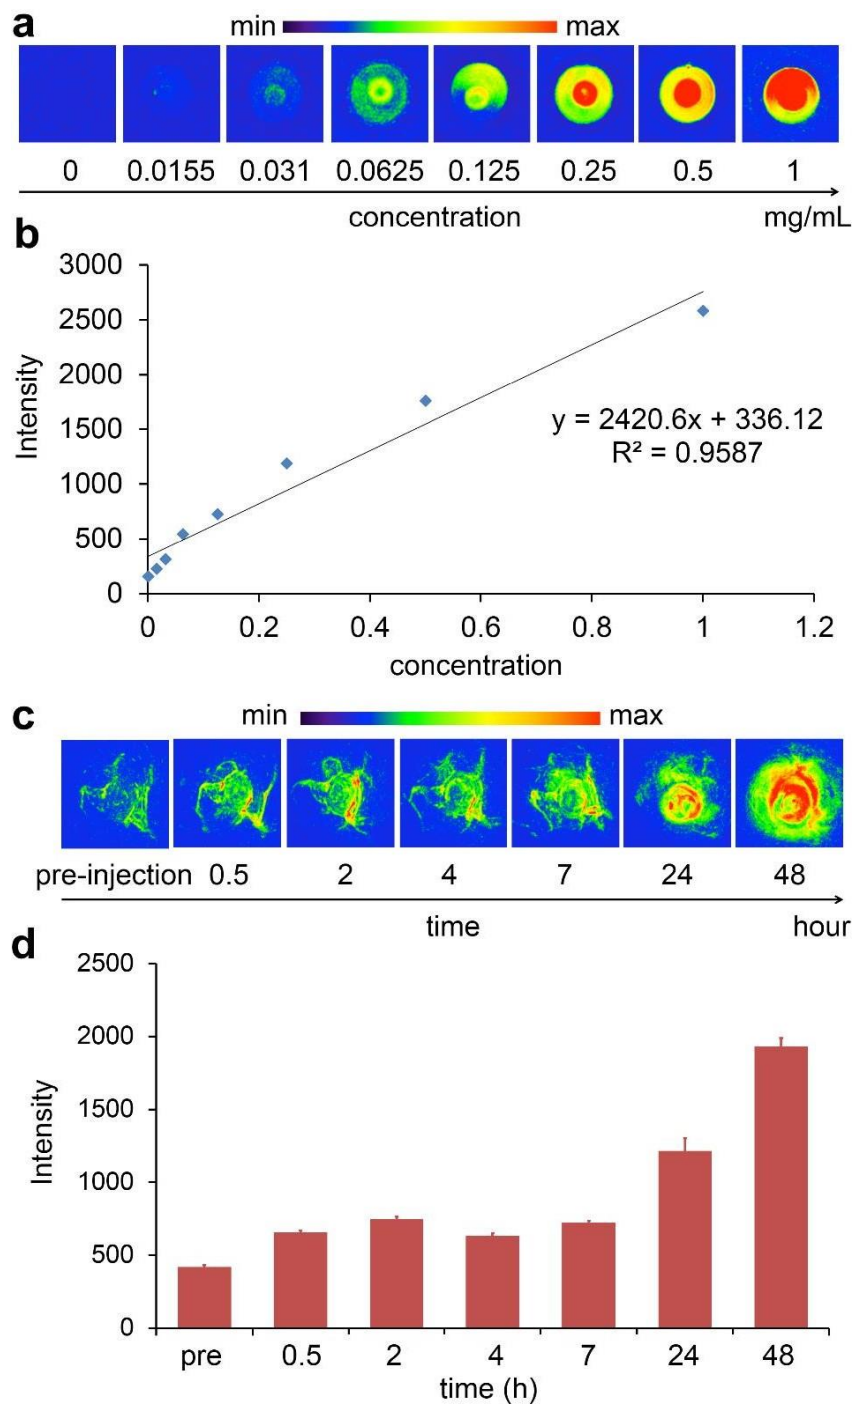 a
min max
0 0.0155 0.031 0.0625 0.125 0.25 0.5 1
concentration mg/mL
b
3000
2500
2000
1500
1000
500
0
Intensity
y = 2420.6x + 336.12
R² = 0.9587
0 0.2 0.4 0.6 0.8 1 1.2
concentration
c
min max
pre-injection 0.5 2 4 7 24 48
time hour
d
2500
2000
1500
1000
500
0
Intensity
pre 0.5 2 4 7 24 48
time (h)